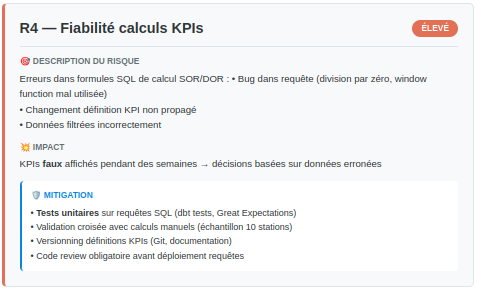 R4 — Fiabilité calculs KPIs
ÉLEVÉ
🎯 DESCRIPTION DU RISQUE
Erreurs dans formules SQL de calcul SOR/DOR : • Bug dans requête (division par zéro, window
function mal utilisée)
• Changement définition KPI non propagé
• Données filtrées incorrectement
💥 IMPACT
KPIs faux affichés pendant des semaines → décisions basées sur données erronées
🛡️ MITIGATION
• Tests unitaires sur requêtes SQL (dbt tests, Great Expectations)
• Validation croisée avec calculs manuels (échantillon 10 stations)
• Versionning définitions KPIs (Git, documentation)
• Code review obligatoire avant déploiement requêtes